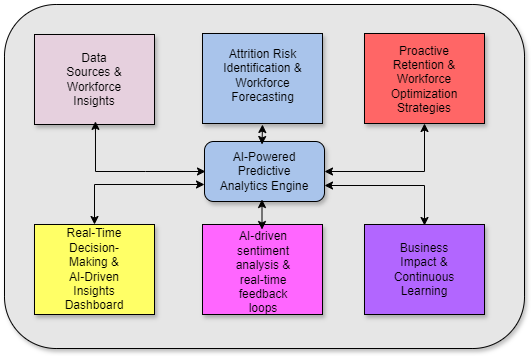 Data
Sources &
Workforce
Insights
Attrition Risk
Identification &
Workforce
Forecasting
Proactive
Retention &
Workforce
Optimization
Strategies
AI-Powered
Predictive
Analytics Engine
Real-Time
Decision-
Making &
AI-Driven
Insights
Dashboard
AI-driven
sentiment
analysis &
real-time
feedback
loops
Business
Impact &
Continuous
Learning